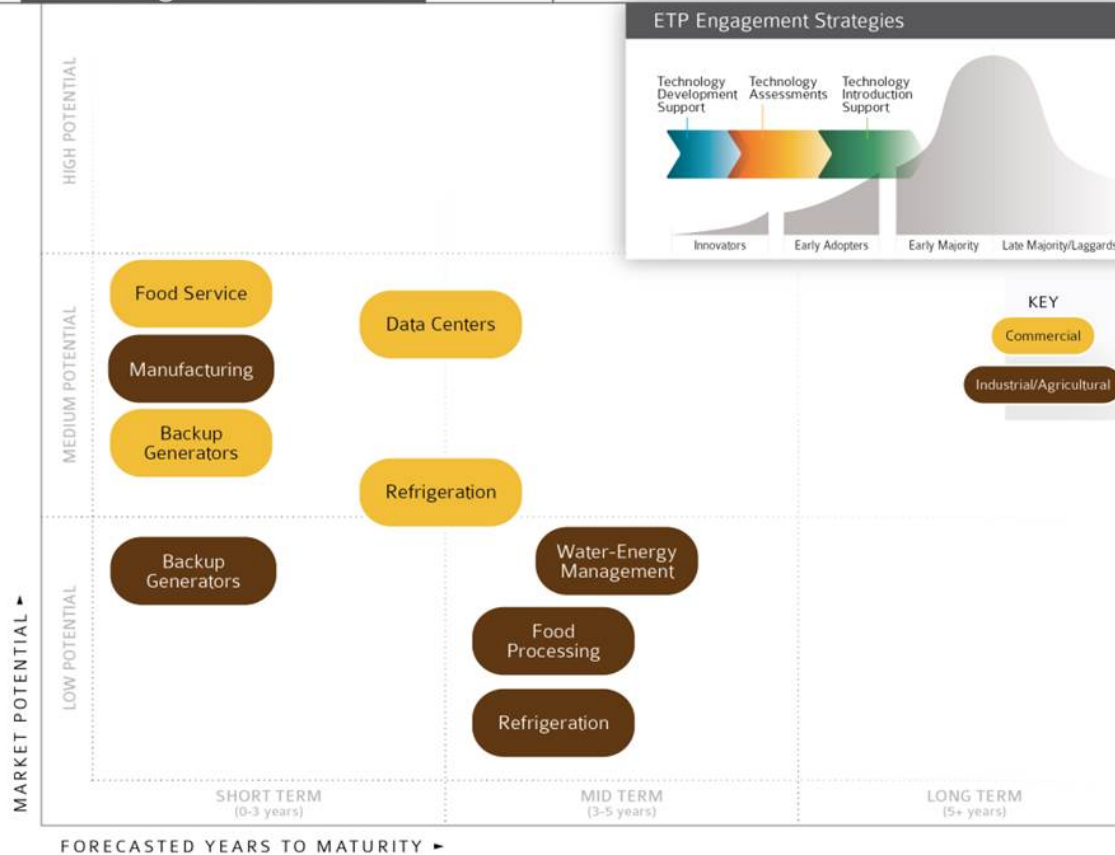 ETP Engagement Strategies
Technology
Development
Support
Technology
Assessments
Technology
Introduction
Support
Innovators
Early Adopters
Early Majority
Late Majority/Laggards
HIGH POTENTIAL
MEDIUM POTENTIAL
LOW POTENTIAL
MARKET POTENTIAL ►
Food Service
Data Centers
Manufacturing
Backup
Generators
Refrigeration
KEY
Commercial
Industrial/Agricultural
Backup
Generators
Water-Energy
Management
Food
Processing
Refrigeration
SHORT TERM
(0-3 years)
MID TERM
(3-5 years)
LONG TERM
(5+ years)
FORECASTED YEARS TO MATURITY ►